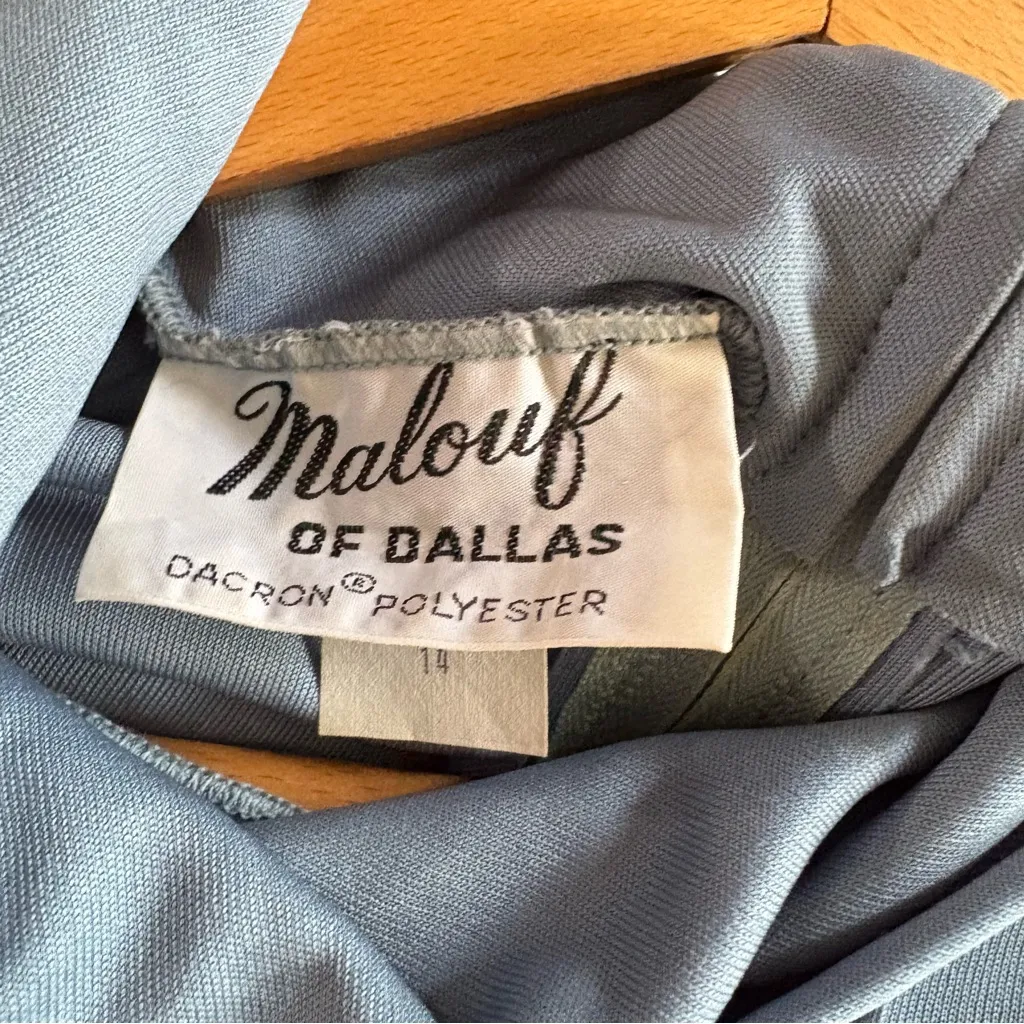 Malouf
OF DALLAS
DACRON® POLYESTER
14